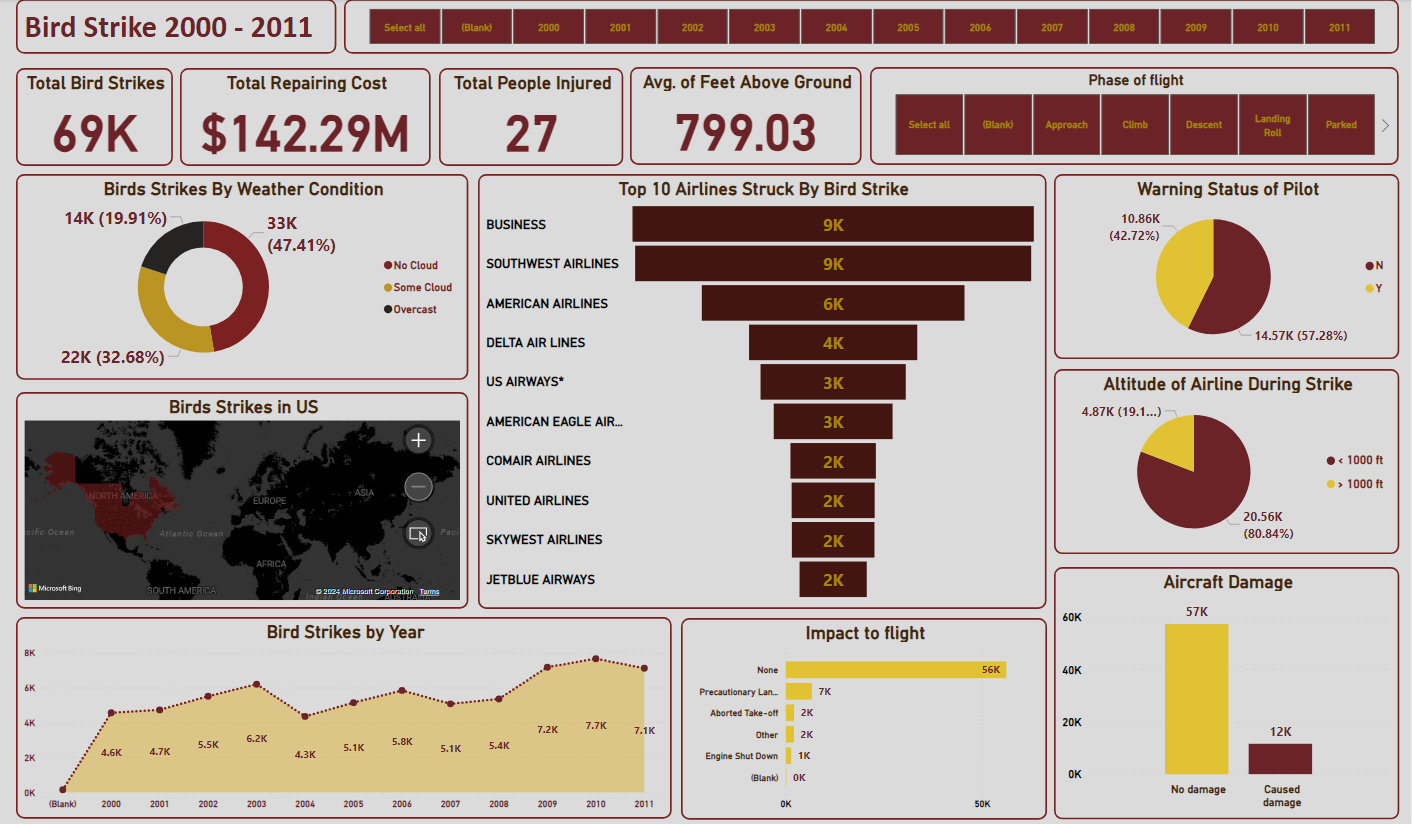 Bird Strike 2000 - 2011
Select all
(Blank)
2000
2001
2002
2003
2004
2005
2006
2007
2008
2009
2010
2011
Total Bird Strikes
69K
Total Repairing Cost
$142.29M
Total People Injured
27
Avg. of Feet Above Ground
799.03
Phase of flight
Select all
(Blank)
Approach
Climb
Descent
Landing
Roll
Parked
Birds Strikes By Weather Condition
14K (19.91%)
33K
(47.41%)
22K (32.68%)
No Cloud
Some Cloud
Overcast
Top 10 Airlines Struck By Bird Strike
BUSINESS 9K
SOUTHWEST AIRLINES 9K
AMERICAN AIRLINES 6K
DELTA AIR LINES 4K
US AIRWAYS* 3K
AMERICAN EAGLE AIR... 3K
COMAIR AIRLINES 2K
UNITED AIRLINES 2K
SKYWEST AIRLINES 2K
JETBLUE AIRWAYS 2K
Warning Status of Pilot
10.86K
(42.72%)
14.57K (57.28%)
N
Y
Birds Strikes in US
NORTH AMERICA
EUROPE
ASIA
cific Ocean
Atlantic Ocean
Paci
AFRICA
SOUTH AMERICA
Indian Ocean
AUSTRALIA
Microsoft Bing
© 2024 Microsoft Corporation Terms
Altitude of Airline During Strike
4.87K (19.1...)
20.56K
(80.84%)
< 1000 ft
> 1000 ft
Bird Strikes by Year
8K
6K
4K
2K
0K
4.6K
4.7K
5.5K
6.2K
4.3K
5.1K
5.8K
5.1K
5.4K
7.2K
7.7K
7.1K
(Blank)
2000
2001
2002
2003
2004
2005
2006
2007
2008
2009
2010
2011
Impact to flight
None 56K
Precautionary Lan... 7K
Aborted Take-off 2K
Other 2K
Engine Shut Down 1K
(Blank) 0K
0K
50K
Aircraft Damage
60K
40K
20K
0K
57K
12K
No damage
Caused
damage